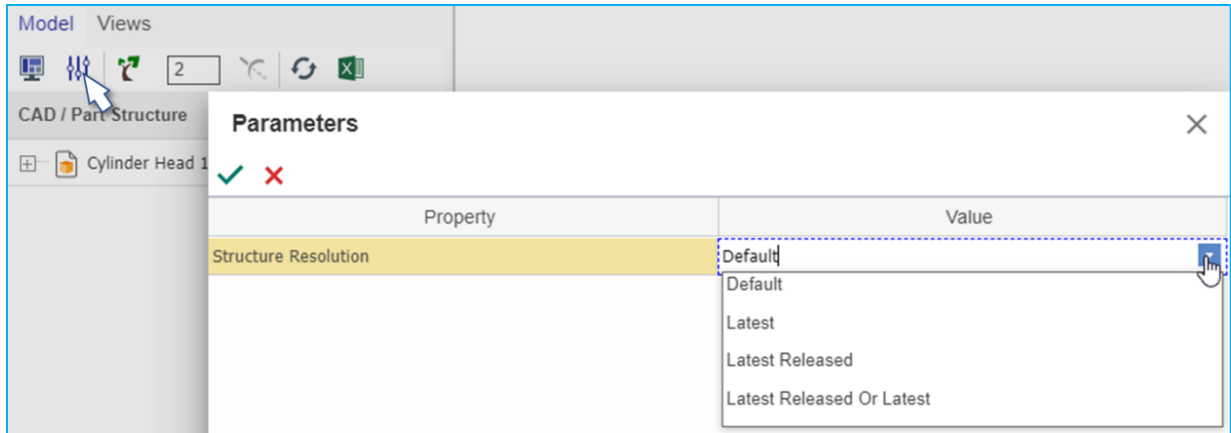 Model Views
2
CAD / Part Structure
Parameters
Cylinder Head 1
Property Value
Structure Resolution Default
Default
Latest
Latest Released
Latest Released Or Latest